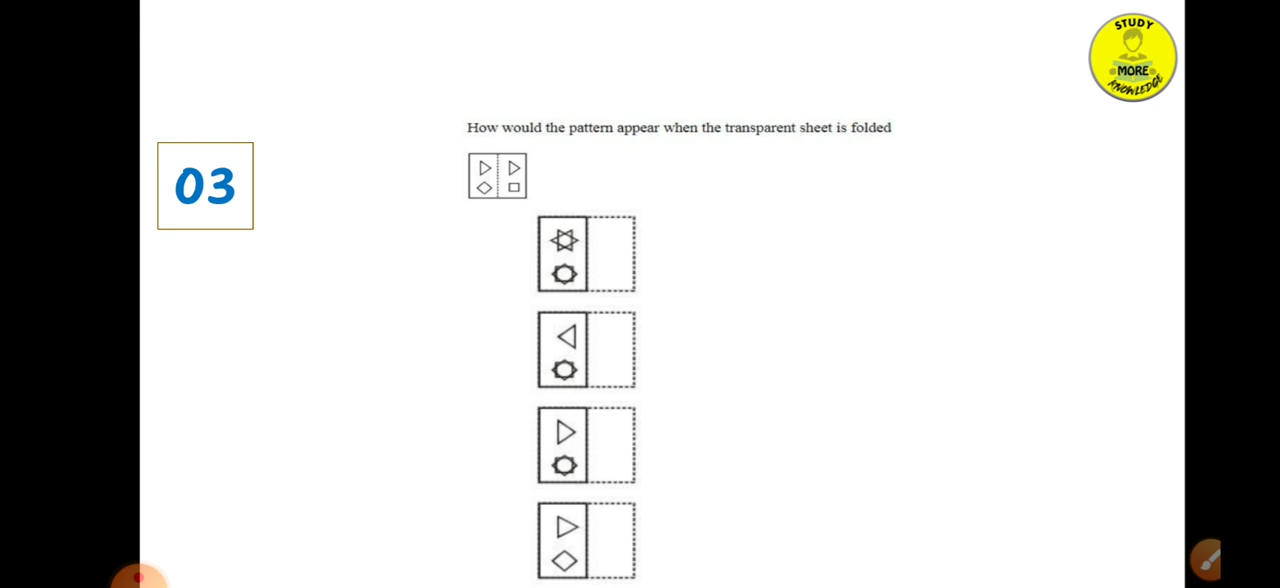 STUDY
MORE
KNOWLEDGE
How would the pattern appear when the transparent sheet is folded
03